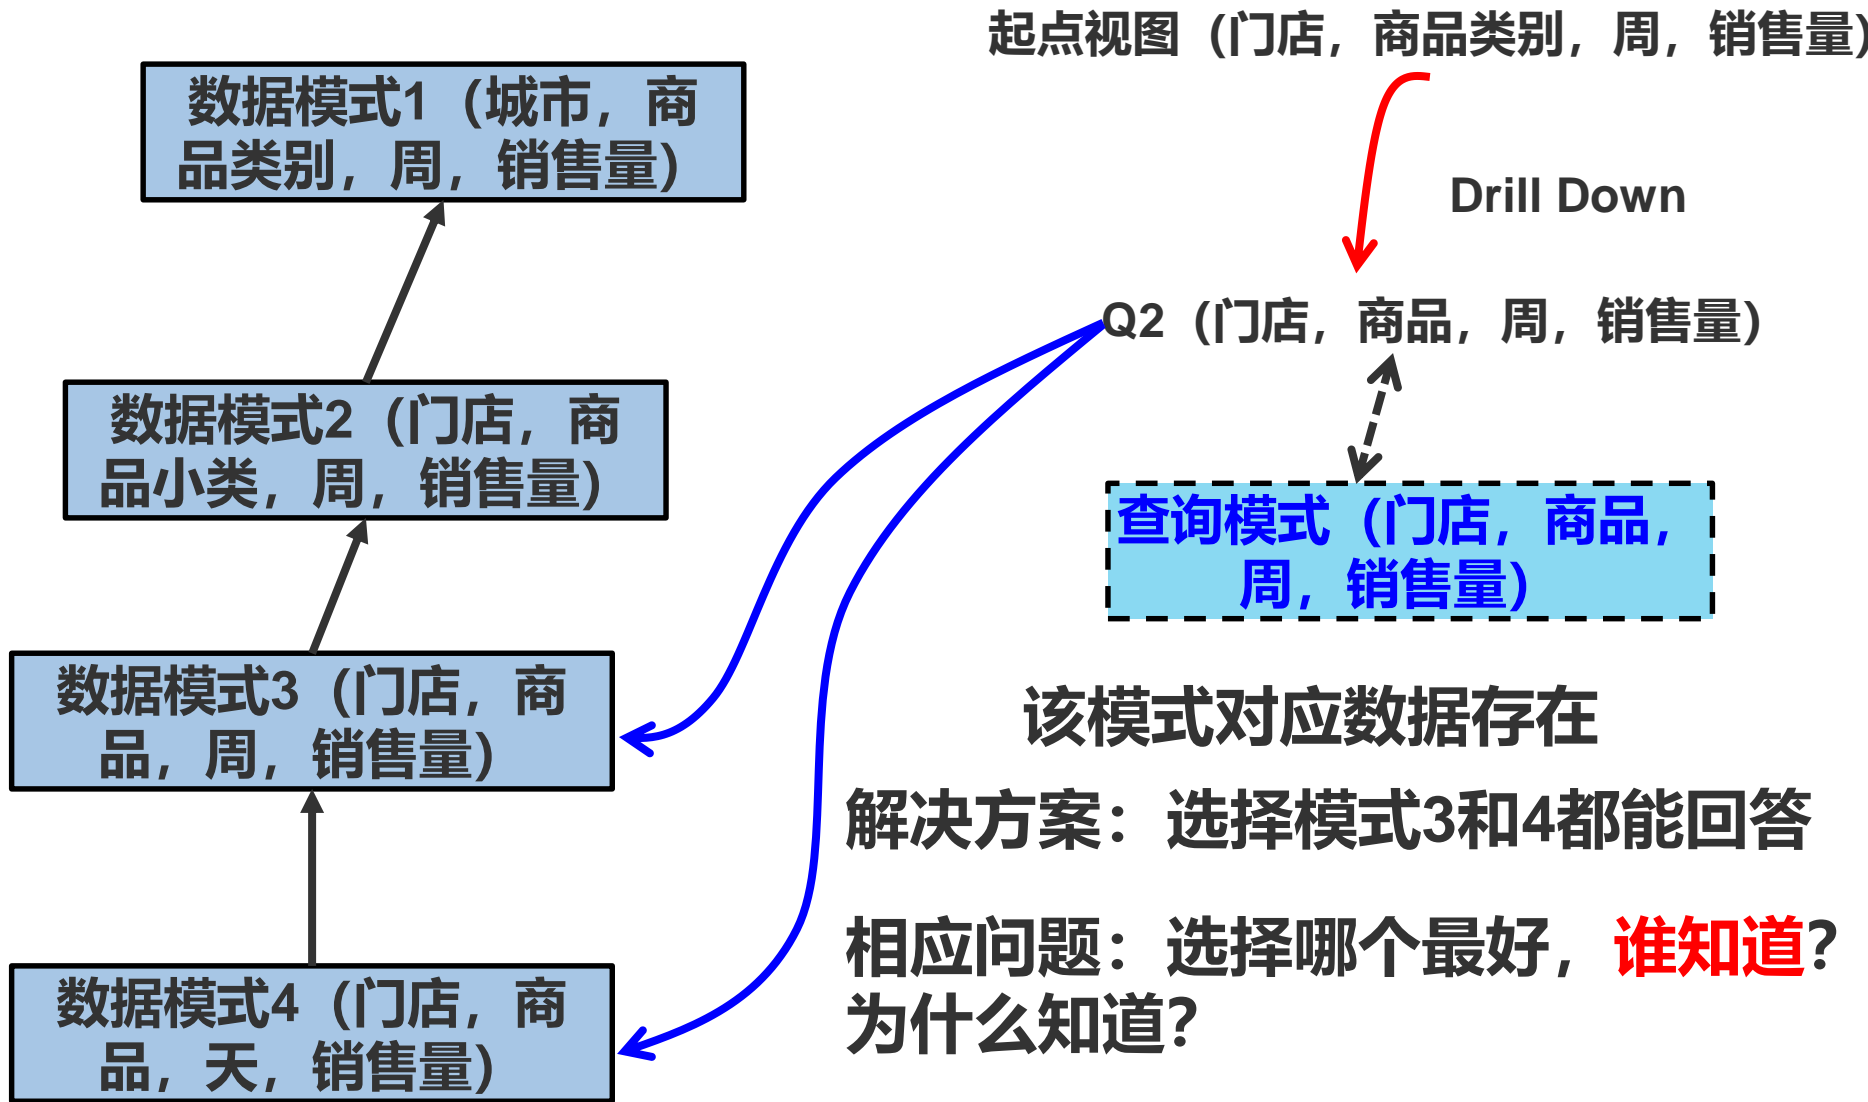 起点视图（门店，商品类别，周，销售量）
数据模式1（城市，商
品类别，周，销售量）
Drill Down
Q2（门店，商品，周，销售量）
数据模式2（门店，商
品小类，周，销售量）
查询模式（门店，商品，
周，销售量）
数据模式3（门店，商
品，周，销售量）
该模式对应数据存在
解决方案：选择模式3和4都能回答
相应问题：选择哪个最好，谁知道？
为什么知道？
数据模式4（门店，商
品，天，销售量）